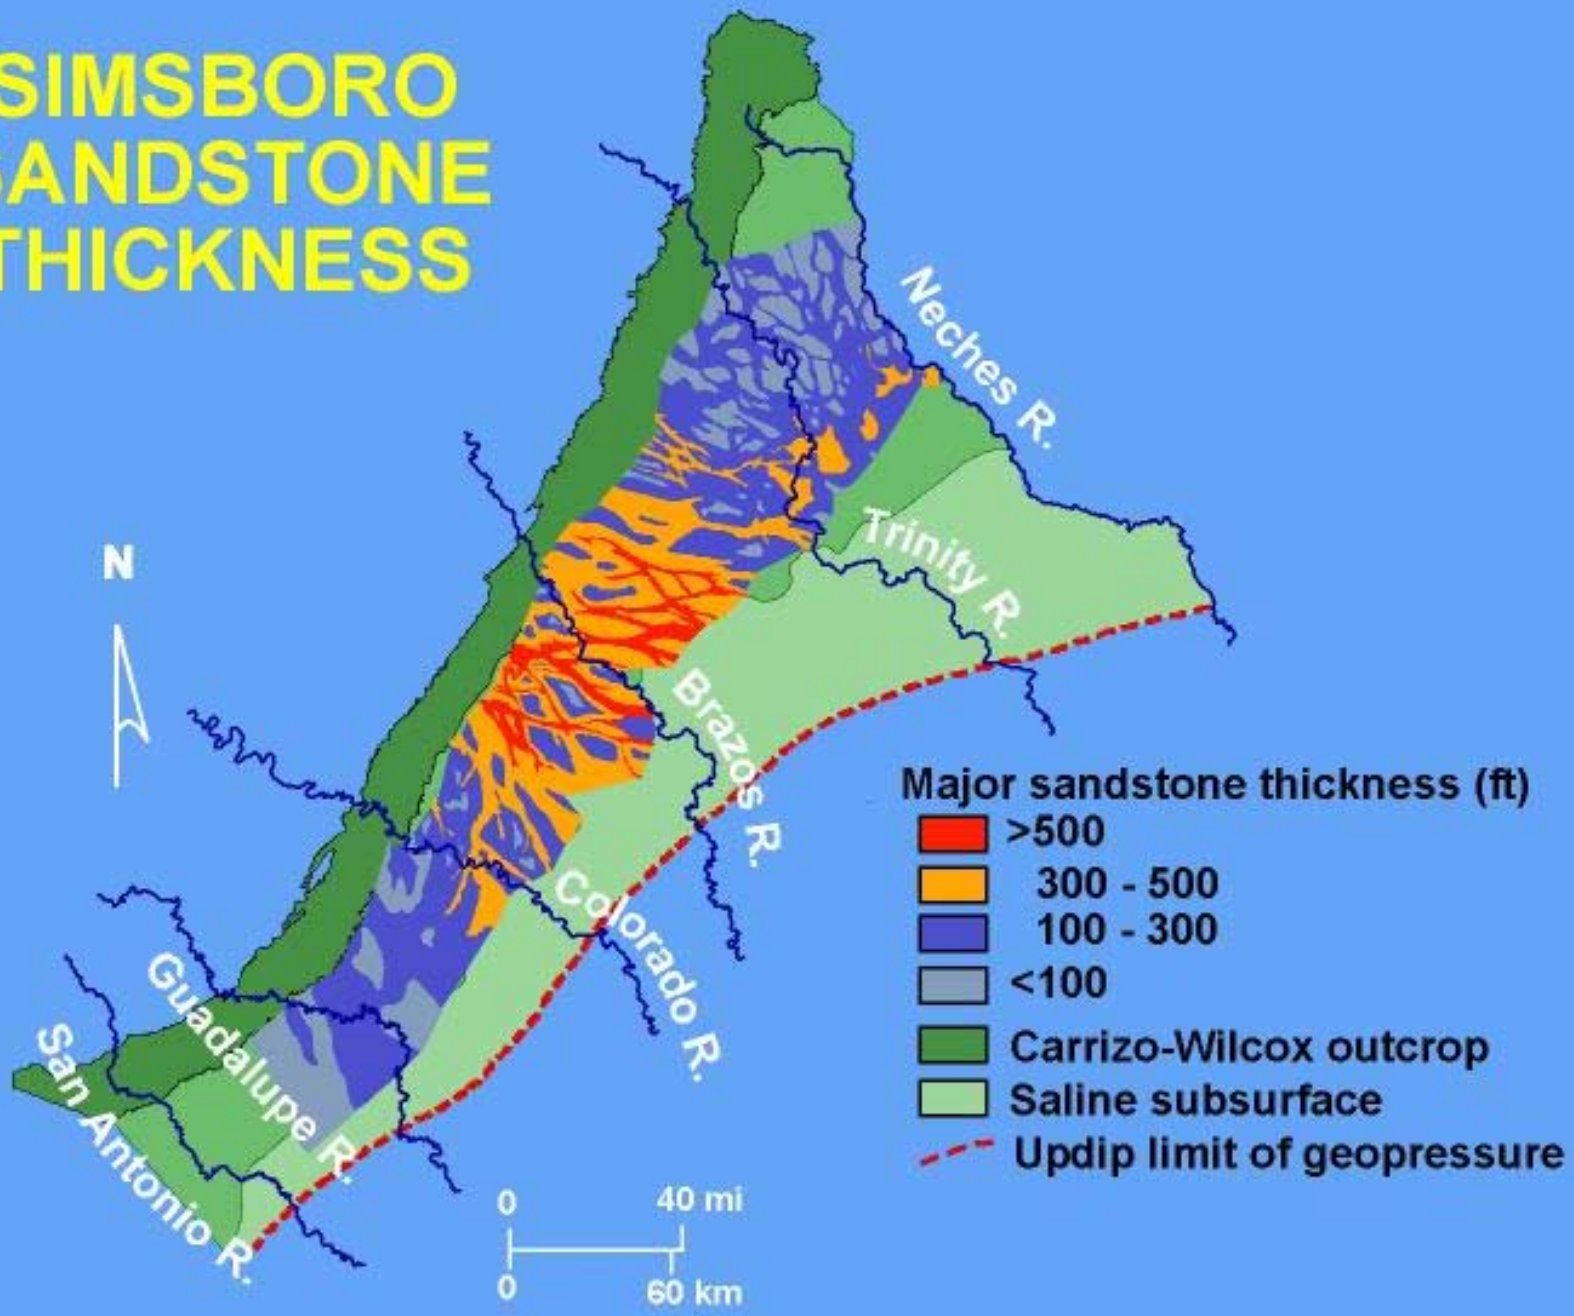 SIMSBORO
SANDSTONE
THICKNESS
Neches R.
N
Trinity R.
Brazos R.
Major sandstone thickness (ft)
>500
300 - 500
100 - 300
Colorado R.
<100
Guadalupe R.
San Antonio R.
Carrizo-Wilcox outcrop
Saline subsurface
Updip limit of geopressure
0 40 mi
0 60 km